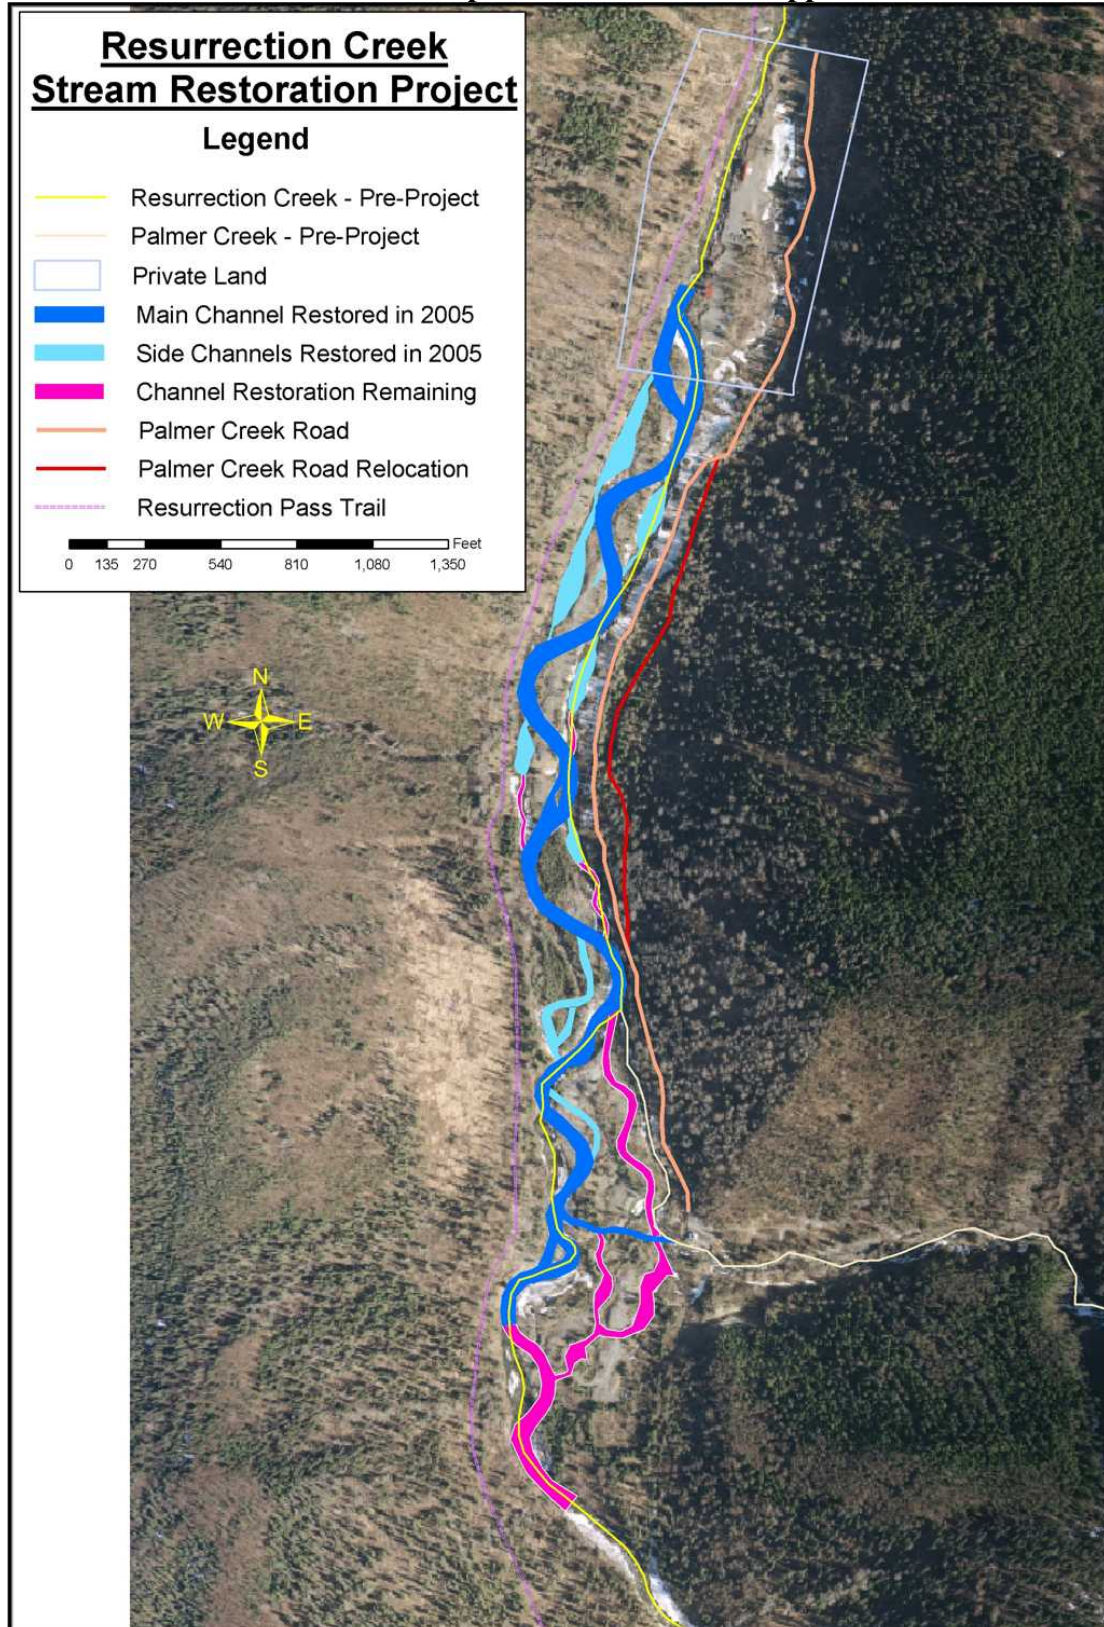 Resurrection Creek
Stream Restoration Project
Legend
Resurrection Creek - Pre-Project
Palmer Creek - Pre-Project
Private Land
Main Channel Restored in 2005
Side Channels Restored in 2005
Channel Restoration Remaining
Palmer Creek Road
Palmer Creek Road Relocation
Resurrection Pass Trail
Feet
0 135 270 540 810 1,080 1,350
N
W E
S